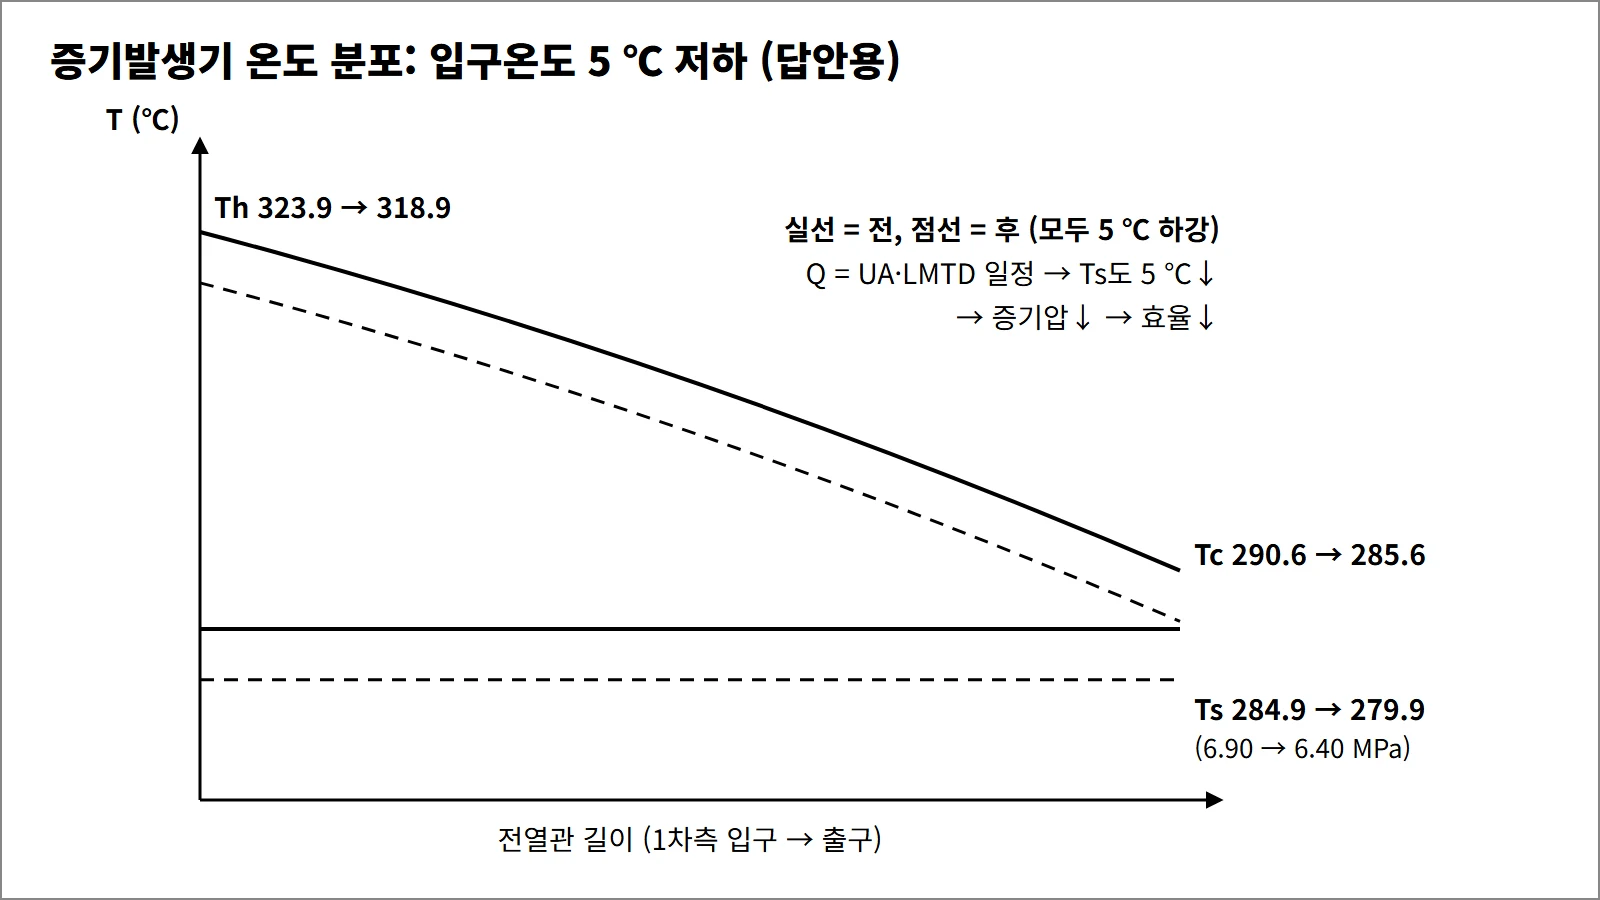 증기발생기 온도 분포: 입구온도 5 ℃ 저하 (답안용)
T (℃)
Th 323.9 → 318.9
실선 = 전, 점선 = 후 (모두 5 ℃ 하강)
Q = UA·LMTD 일정 → Ts도 5 ℃↓
→ 증기압↓ → 효율↓
Tc 290.6 → 285.6
Ts 284.9 → 279.9
(6.90 → 6.40 MPa)
전열관 길이 (1차측 입구 → 출구)